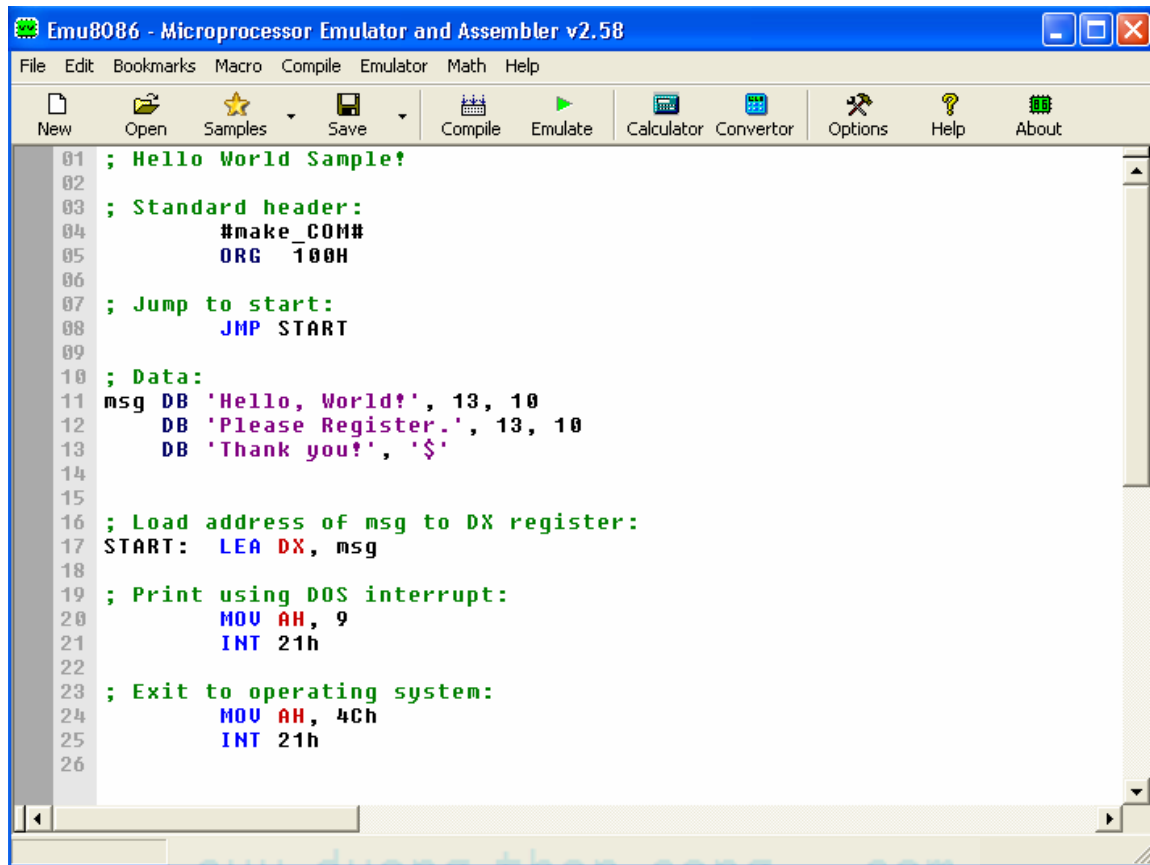 Emu8086 - Microprocessor Emulator and Assembler v2.58
File Edit Bookmarks Macro Compile Emulator Math Help
New Open Samples Save Compile Emulate Calculator Convertor Options Help About
01 ; Hello World Sample!
02
03 ; Standard header:
04 #make_COM#
05 ORG 100H
06
07 ; Jump to start:
08 JMP START
09
10 ; Data:
11 msg DB 'Hello, World!', 13, 10
12 DB 'Please Register.', 13, 10
13 DB 'Thank you!', '$'
14
15
16 ; Load address of msg to DX register:
17 START: LEA DX, msg
18
19 ; Print using DOS interrupt:
20 MOV AH, 9
21 INT 21h
22
23 ; Exit to operating system:
24 MOV AH, 4Ch
25 INT 21h
26